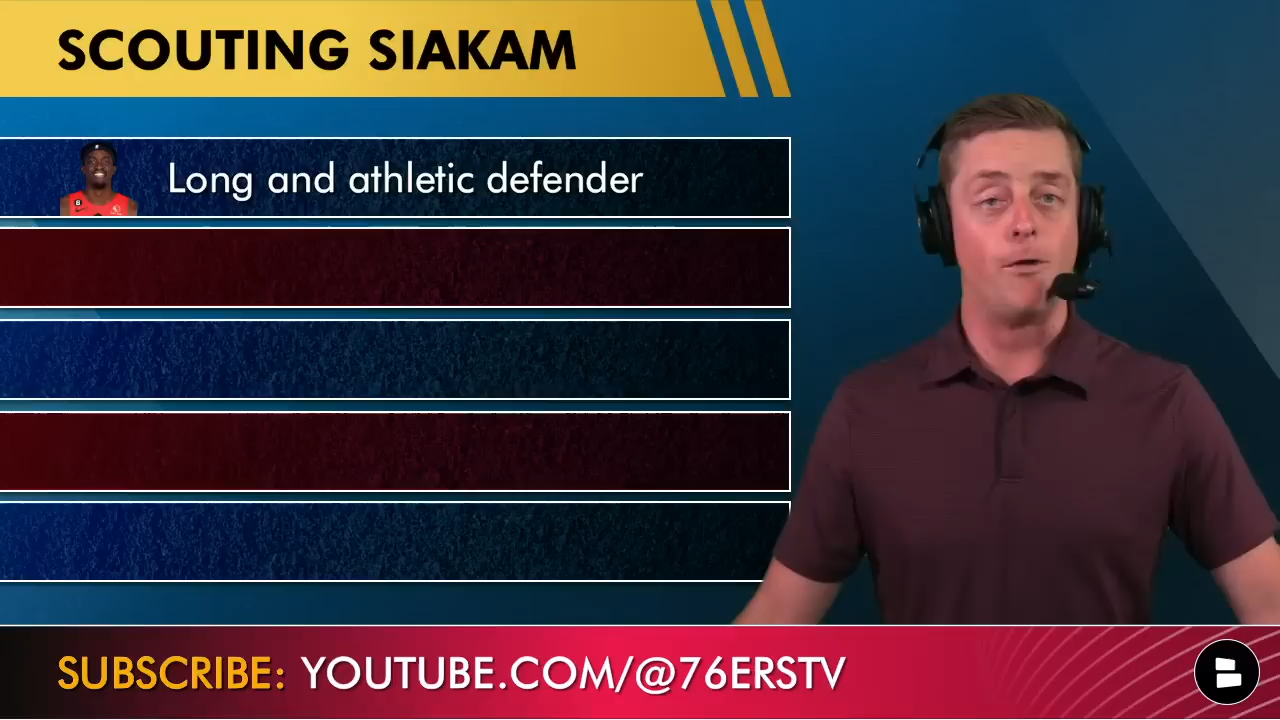 SCOUTING SIAKAM
Long and athletic defender
SUBSCRIBE: YOUTUBE.COM/@76ERSTV